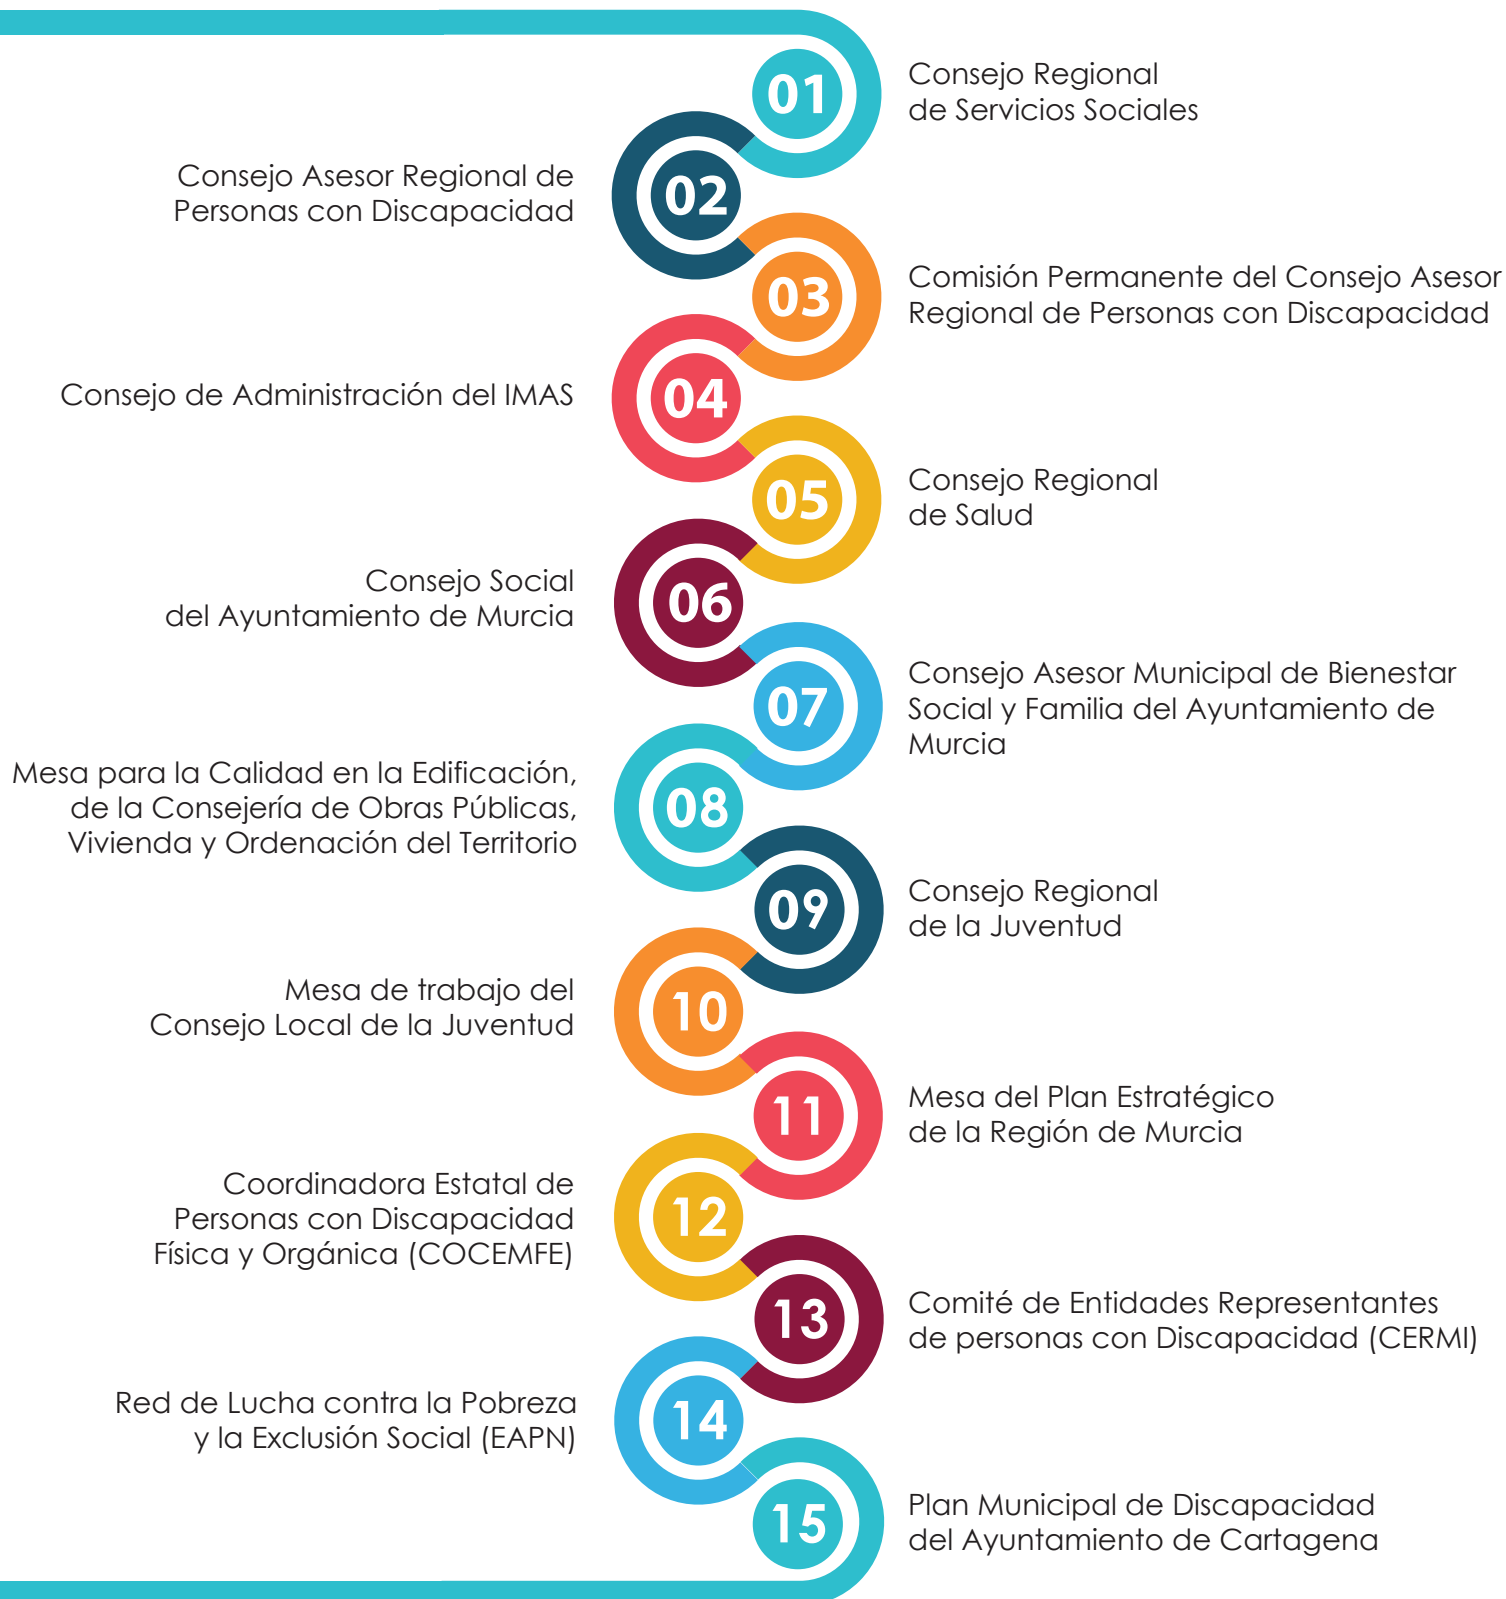 01
Consejo Regional
de Servicios Sociales
02
Consejo Asesor Regional de
Personas con Discapacidad
03
Comisión Permanente del Consejo Asesor
Regional de Personas con Discapacidad
04
Consejo de Administración del IMAS
05
Consejo Regional
de Salud
06
Consejo Social
del Ayuntamiento de Murcia
07
Consejo Asesor Municipal de Bienestar
Social y Familia del Ayuntamiento de
Murcia
08
Mesa para la Calidad en la Edificación,
de la Consejería de Obras Públicas,
Vivienda y Ordenación del Territorio
09
Consejo Regional
de la Juventud
10
Mesa de trabajo del
Consejo Local de la Juventud
11
Mesa del Plan Estratégico
de la Región de Murcia
12
Coordinadora Estatal de
Personas con Discapacidad
Física y Orgánica (COCEMFE)
13
Comité de Entidades Representantes
de personas con Discapacidad (CERMI)
14
Red de Lucha contra la Pobreza
y la Exclusión Social (EAPN)
15
Plan Municipal de Discapacidad
del Ayuntamiento de Cartagena